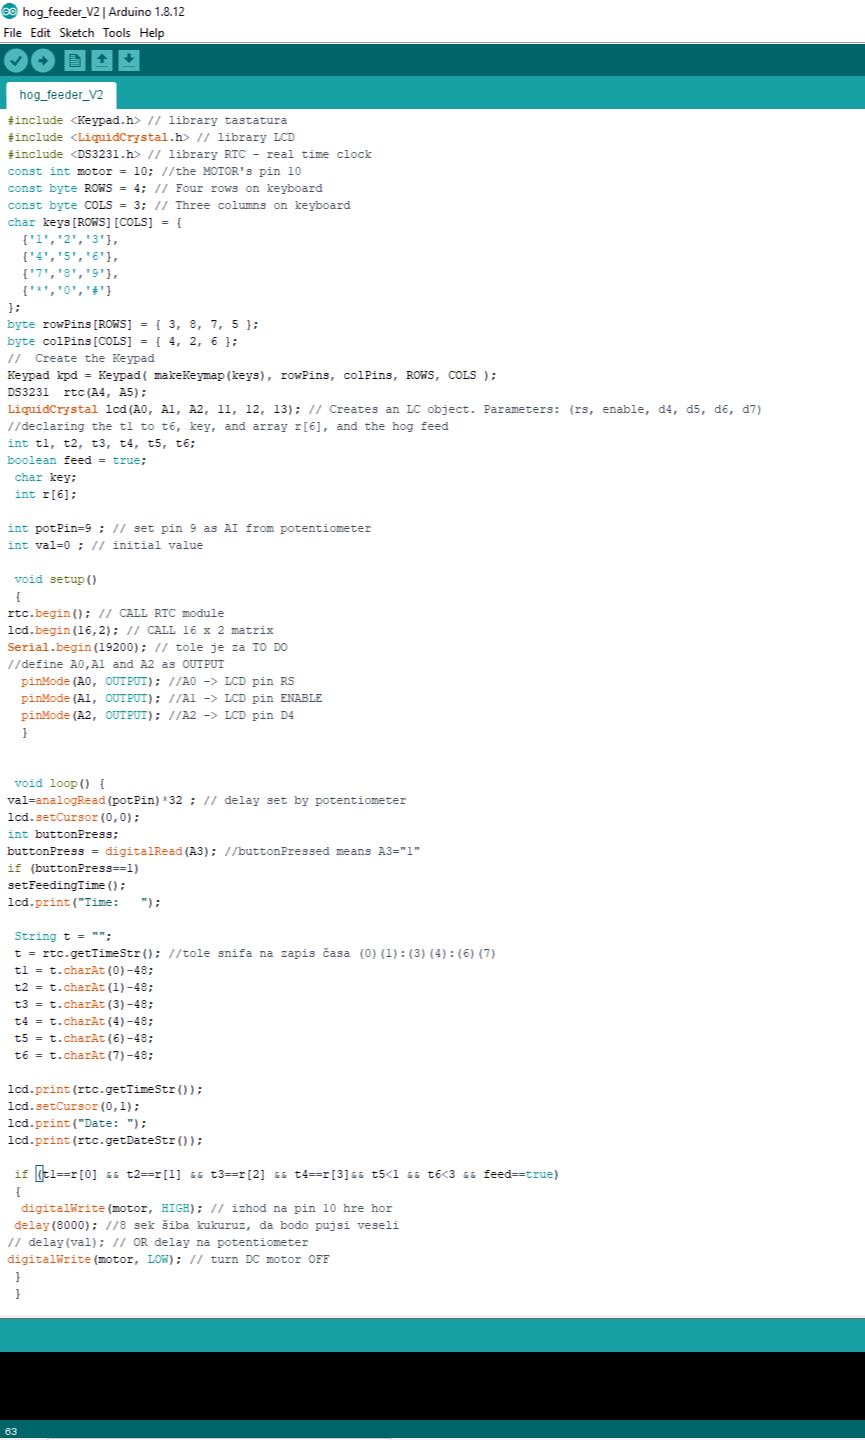 hog_feeder_V2 | Arduino 1.8.12
File Edit Sketch Tools Help
hog_feeder_V2
#include <Keypad.h> // library tastatura
#include <LiquidCrystal.h> // library LCD
#include <DS3231.h> // library RTC - real time clock
const int motor = 10; //the MOTOR's pin 10
const byte ROWS = 4; // Four rows on keyboard
const byte COLS = 3; // Three columns on keyboard
char keys[ROWS][COLS] = {
{'1','2','3'},
{'4','5','6'},
{'7','8','9'},
{'*','0','#'}
};
byte rowPins[ROWS] = { 3, 8, 7, 5 };
byte colPins[COLS] = { 4, 2, 6 };
// Create the Keypad
Keypad kpd = Keypad( makeKeymap(keys), rowPins, colPins, ROWS, COLS );
DS3231 rtc(A4, A5);
LiquidCrystal lcd(A0, A1, A2, 11, 12, 13); // Creates an LC object. Parameters: (rs, enable, d4, d5, d6, d7)
//declaring the t1 to t6, key, and array r[6], and the hog feed
int t1, t2, t3, t4, t5, t6;
boolean feed = true;
char key;
int r[6];
int potPin=9 ; // set pin 9 as AI from potentiometer
int val=0 ; // initial value
void setup()
{
rtc.begin(); // CALL RTC module
lcd.begin(16,2); // CALL 16 x 2 matrix
Serial.begin(19200); // tole je za TO DO
//define A0,A1 and A2 as OUTPUT
pinMode(A0, OUTPUT); //A0 -> LCD pin RS
pinMode(A1, OUTPUT); //A1 -> LCD pin ENABLE
pinMode(A2, OUTPUT); //A2 -> LCD pin D4
}
void loop() {
val=analogRead(potPin)*32 ; // delay set by potentiometer
lcd.setCursor(0,0);
int buttonPress;
buttonPress = digitalRead(A3); //buttonPressed means A3="1"
if (buttonPress==1)
setFeedingTime();
lcd.print("Time:   ");
String t = "";
t = rtc.getTimeStr(); //tole snifa na zapis časa (0)(1):(3)(4):(6)(7)
t1 = t.charAt(0)-48;
t2 = t.charAt(1)-48;
t3 = t.charAt(3)-48;
t4 = t.charAt(4)-48;
t5 = t.charAt(6)-48;
t6 = t.charAt(7)-48;
lcd.print(rtc.getTimeStr());
lcd.setCursor(0,1);
lcd.print("Date: ");
lcd.print(rtc.getDateStr());
if (t1==r[0] && t2==r[1] && t3==r[2] && t4==r[3]&& t5<1 && t6<3 && feed==true)
{
digitalWrite(motor, HIGH); // izhod na pin 10 hre hor
delay(8000); //8 sek šiba kukuruz, da bodo pujsi veseli
// delay(val); // OR delay na potentiometer
digitalWrite(motor, LOW); // turn DC motor OFF
}
}
63